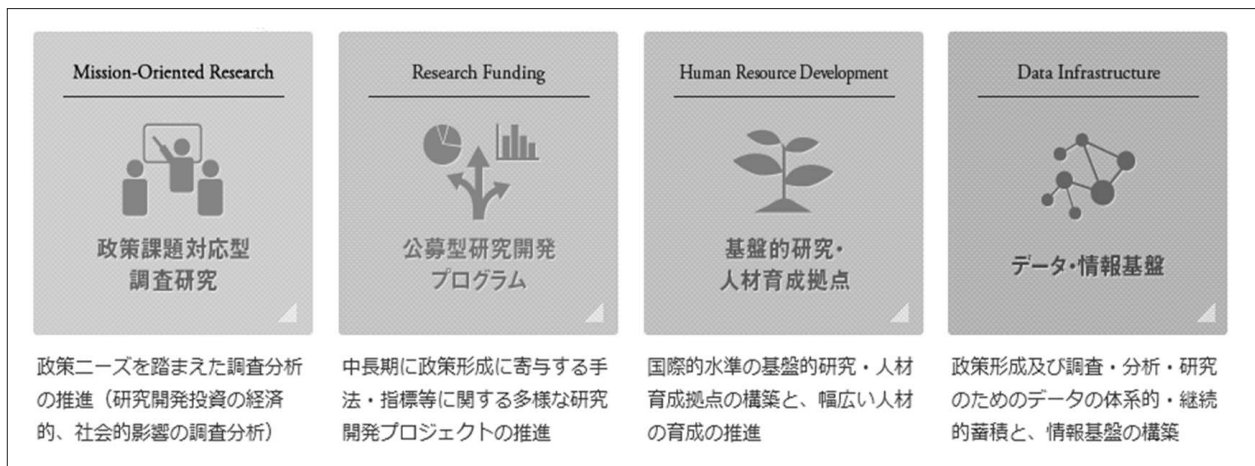 Mission-Oriented Research
政策課題対応型
調査研究
政策ニーズを踏まえた調査分析
の推進（研究開発投資の経済
的、社会的影響の調査分析）
Research Funding
公募型研究開発
プログラム
中長期に政策形成に寄与する手
法・指標等に関する多様な研究
開発プロジェクトの推進
Human Resource Development
基盤的研究・
人材育成拠点
国際的水準の基盤的研究・人材
育成拠点の構築と、幅広い人材
の育成の推進
Data Infrastructure
データ・情報基盤
政策形成及び調査・分析・研究
のためのデータの体系的・継続
的蓄積と、情報基盤の構築